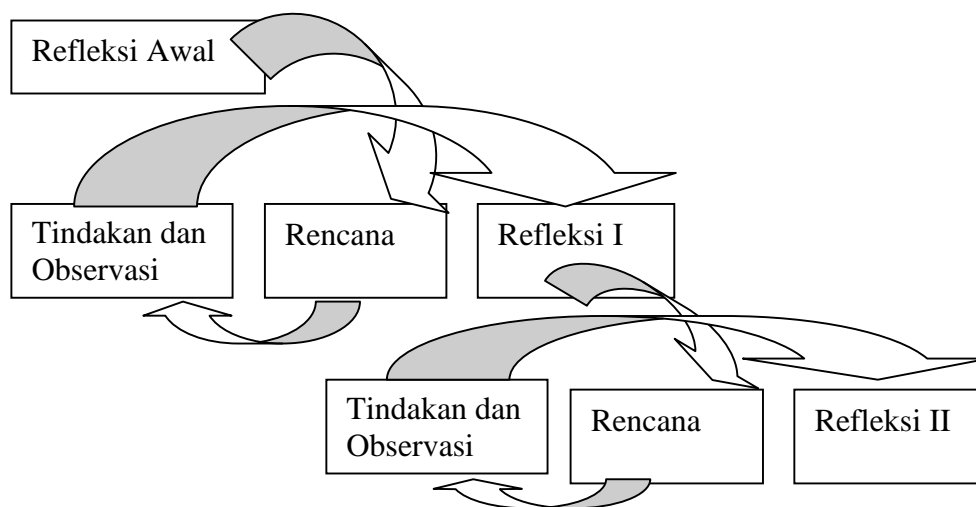 Refleksi Awal
Tindakan dan
Observasi
Rencana
Refleksi I
Tindakan dan
Observasi
Rencana
Refleksi II